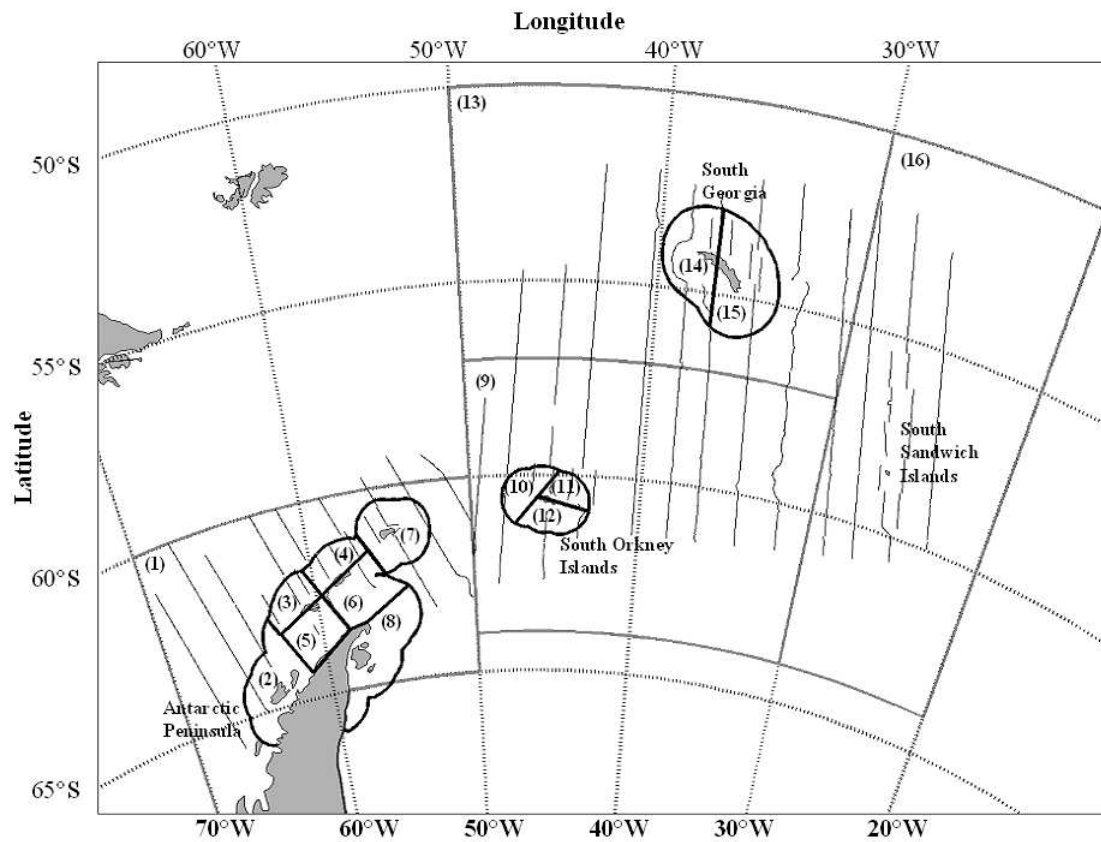 Longitude
60°W 50°W 40°W 30°W
(13)
50°S
(16)
South
Georgia
(14)
(15)
55°S
(9)
South
Sandwich
Islands
Latitude
(10) (11)
(12)
(7)
South Orkney
Islands
(4)
60°S
(1)
(3)
(6)
(8)
(5)
(2)
Antarctic
Peninsula
65°S
70°W 60°W 50°W 40°W 30°W 20°W